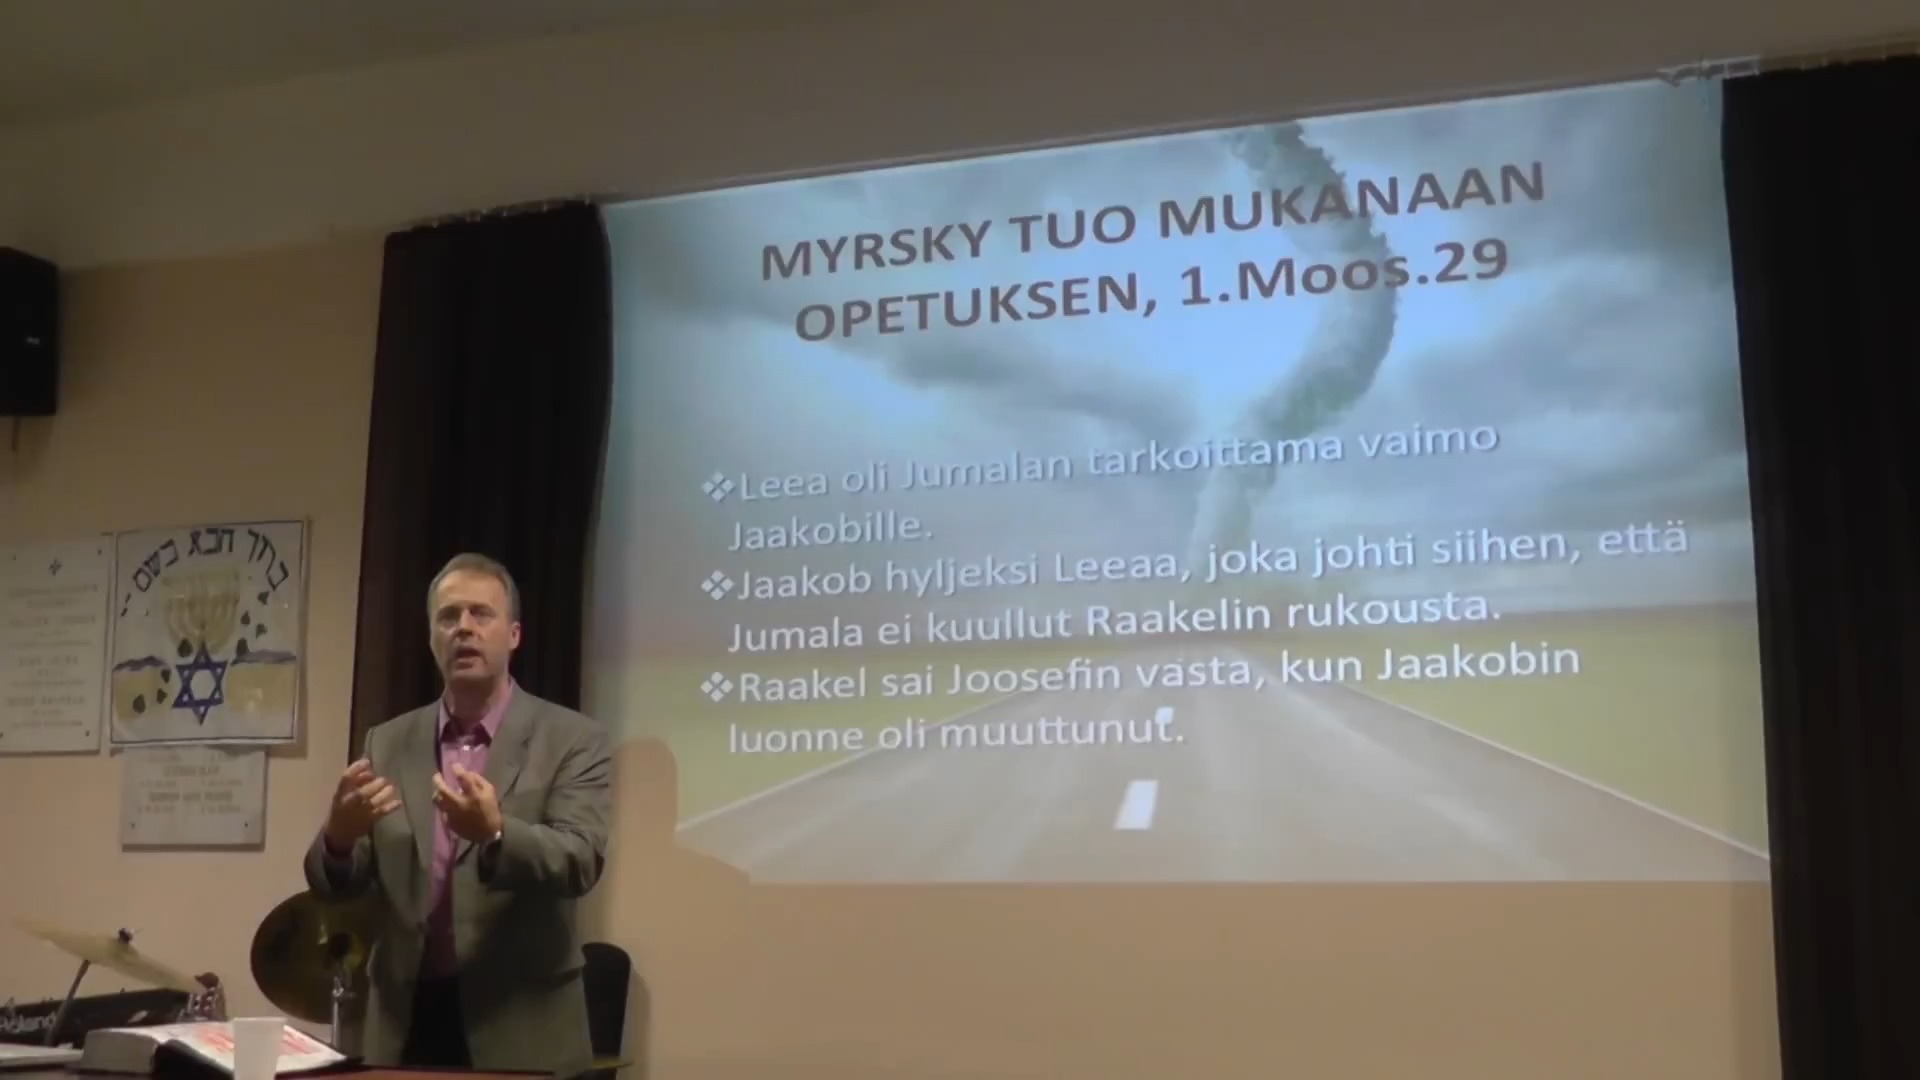 MYRSKY TUO MUKANAAN
OPETUKSEN, 1.Moos.29
❖Leea oli Jumalan tarkoittama vaimo
Jaakobille.
❖Jaakob hyljeksi Leeaa, joka johti siihen, että
Jumala ei kuullut Raakelin rukousta.
❖Raakel sai Joosefin vasta, kun Jaakobin
luonne oli muuttunut.
Roland